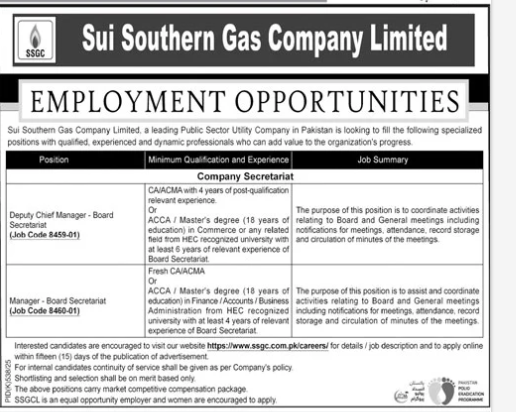 SSGC
Sui Southern Gas Company Limited
EMPLOYMENT OPPORTUNITIES
Sui Southern Gas Company Limited, a leading Public Sector Utility Company in Pakistan is looking to fill the following specialized
positions with qualified, experienced and dynamic professionals who can add value to the organization's progress.
Position
Minimum Qualification and Experience
Job Summary
Company Secretariat
Deputy Chief Manager - Board
Secretariat
(Job Code 8459-01)
CA/ACMA with 4 years of post-qualification
relevant experience.
Or
ACCA / Master's degree (18 years of
education) in Commerce or any related
field from HEC recognized university with
at least 6 years of relevant experience of
Board Secretariat.
The purpose of this position is to coordinate activities
relating to Board and General meetings including
notifications for meetings, attendance, record storage
and circulation of minutes of the meetings.
Manager - Board Secretariat
(Job Code 8460-01)
Fresh CA/ACMA
Or
ACCA / Master's degree (18 years of
education) in Finance / Accounts / Business
Administration from HEC recognized
university with at least 4 years of relevant
experience of Board Secretariat.
The purpose of this position is to assist and coordinate
activities relating to Board and General meetings
including notifications for meetings, attendance, record
storage and circulation of minutes of the meetings.
Interested candidates are encouraged to visit our website https://www.ssgc.com.pk/careers/ for details / job description and to apply online
within fifteen (15) days of the publication of advertisement.
For internal candidates continuity of service shall be given as per Company's policy.
Shortlisting and selection shall be on merit based only.
The above positions carry market competitive compensation package.
SSGCL is an equal opportunity employer and women are encouraged to apply.
PID(K)538/25
PAKISTAN
POLIO
ERADICATION
PROGRAMME